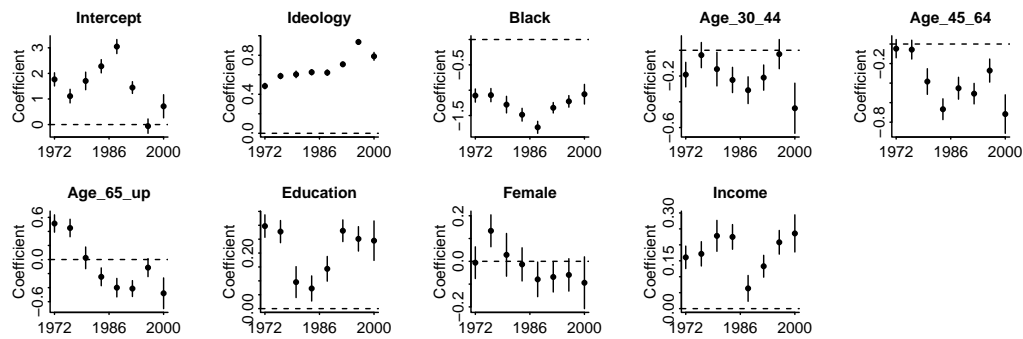 Intercept
Coefficient
3
2
1
0
1972 1986 2000
Ideology
Coefficient
0.8
0.4
0.0
1972 1986 2000
Black
Coefficient
−0.5
−1.5
1972 1986 2000
Age_30_44
Coefficient
−0.2
−0.6
1972 1986 2000
Age_45_64
Coefficient
−0.2
−0.8
1972 1986 2000
Age_65_up
Coefficient
0.6
0.0
−0.6
1972 1986 2000
Education
Coefficient
0.20
0.00
1972 1986 2000
Female
Coefficient
0.2
0.0
−0.2
1972 1986 2000
Income
Coefficient
0.30
0.15
0.00
1972 1986 2000